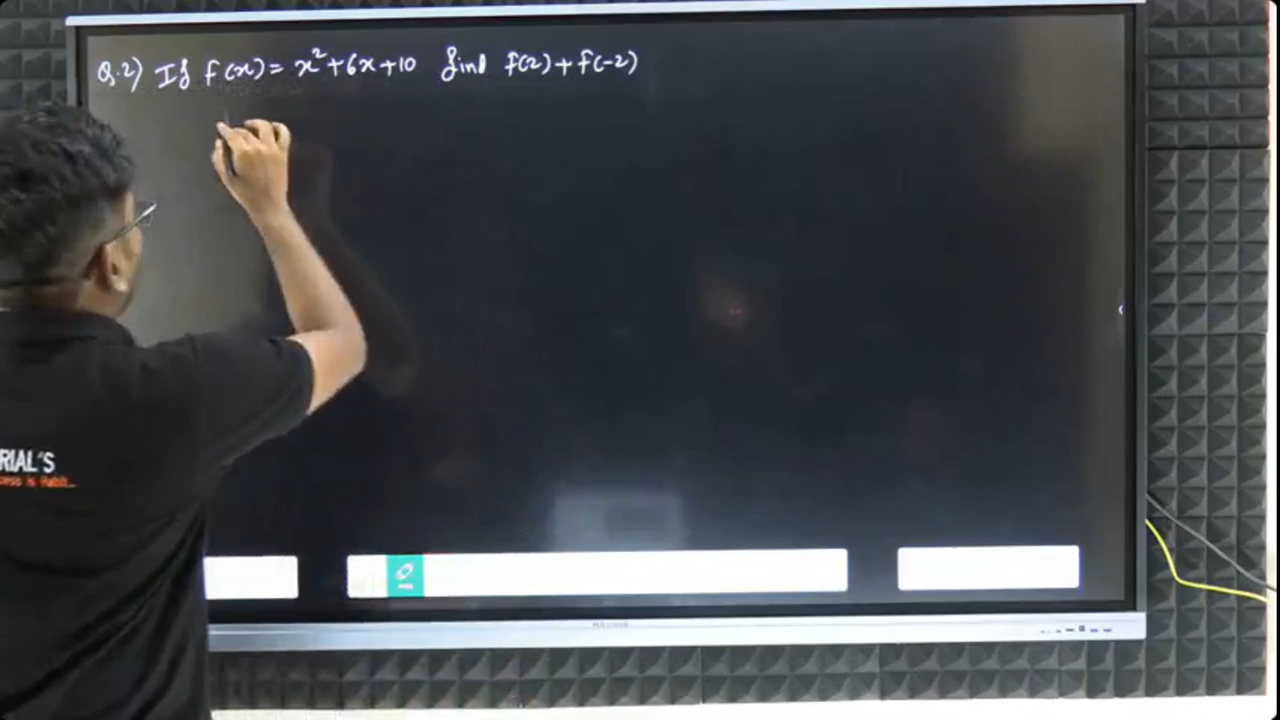 Q.2) If f(x) = x²+6x+10 find f(2)+f(-2)
RIAL'S